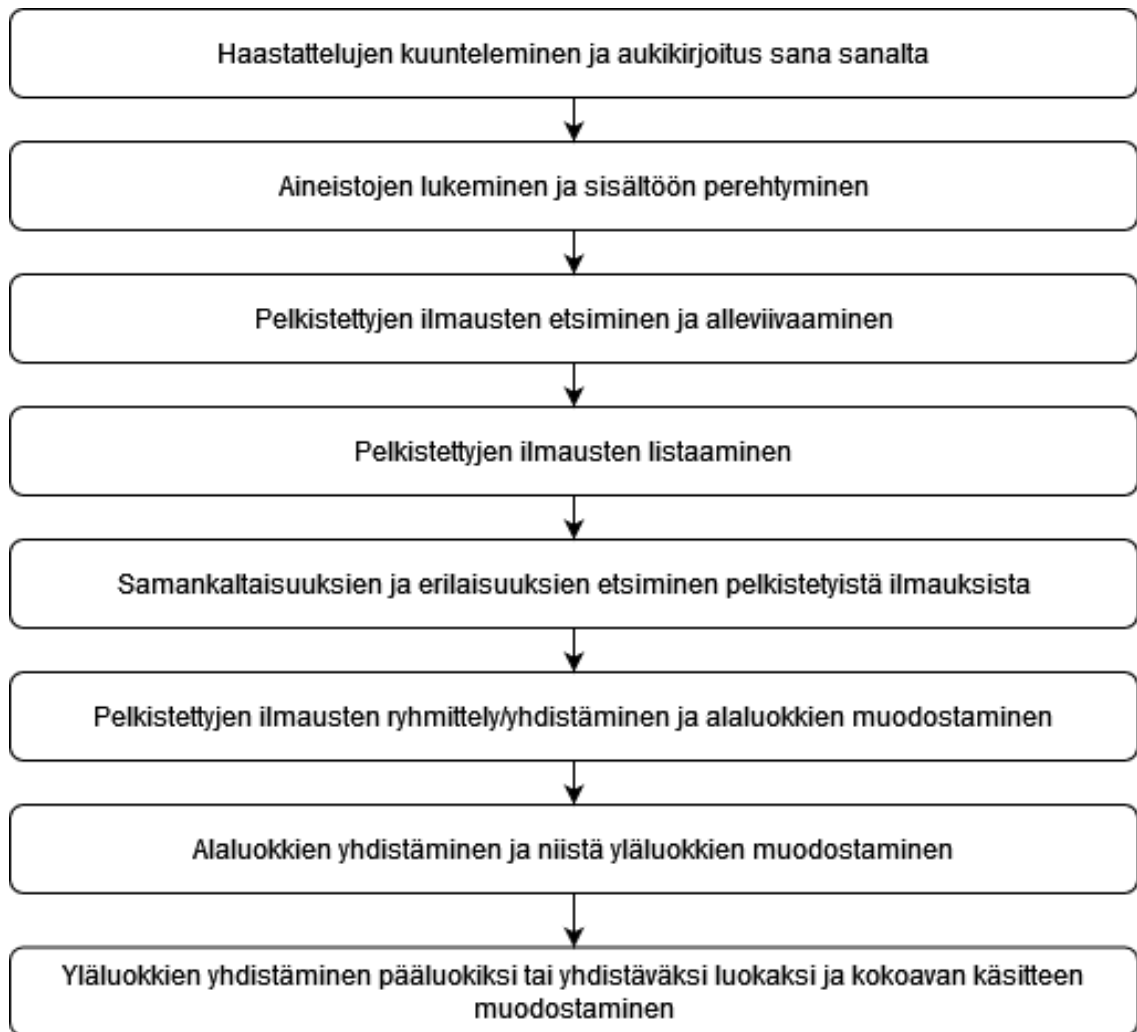 Haastattelujen kuunteleminen ja aukikirjoitus sana sanalta
Aineistojen lukeminen ja sisältöön perehtyminen
Pelkistettyjen ilmausten etsiminen ja alleviivaaminen
Pelkistettyjen ilmausten listaaminen
Samankaltaisuuksien ja erilaisuuksien etsiminen pelkistetyistä ilmauksista
Pelkistettyjen ilmausten ryhmittely/yhdistäminen ja alaluokkien muodostaminen
Alaluokkien yhdistäminen ja niistä yläluokkien muodostaminen
Yläluokkien yhdistäminen pääluokiksi tai yhdistäväksi luokaksi ja kokoavan käsitteen
muodostaminen